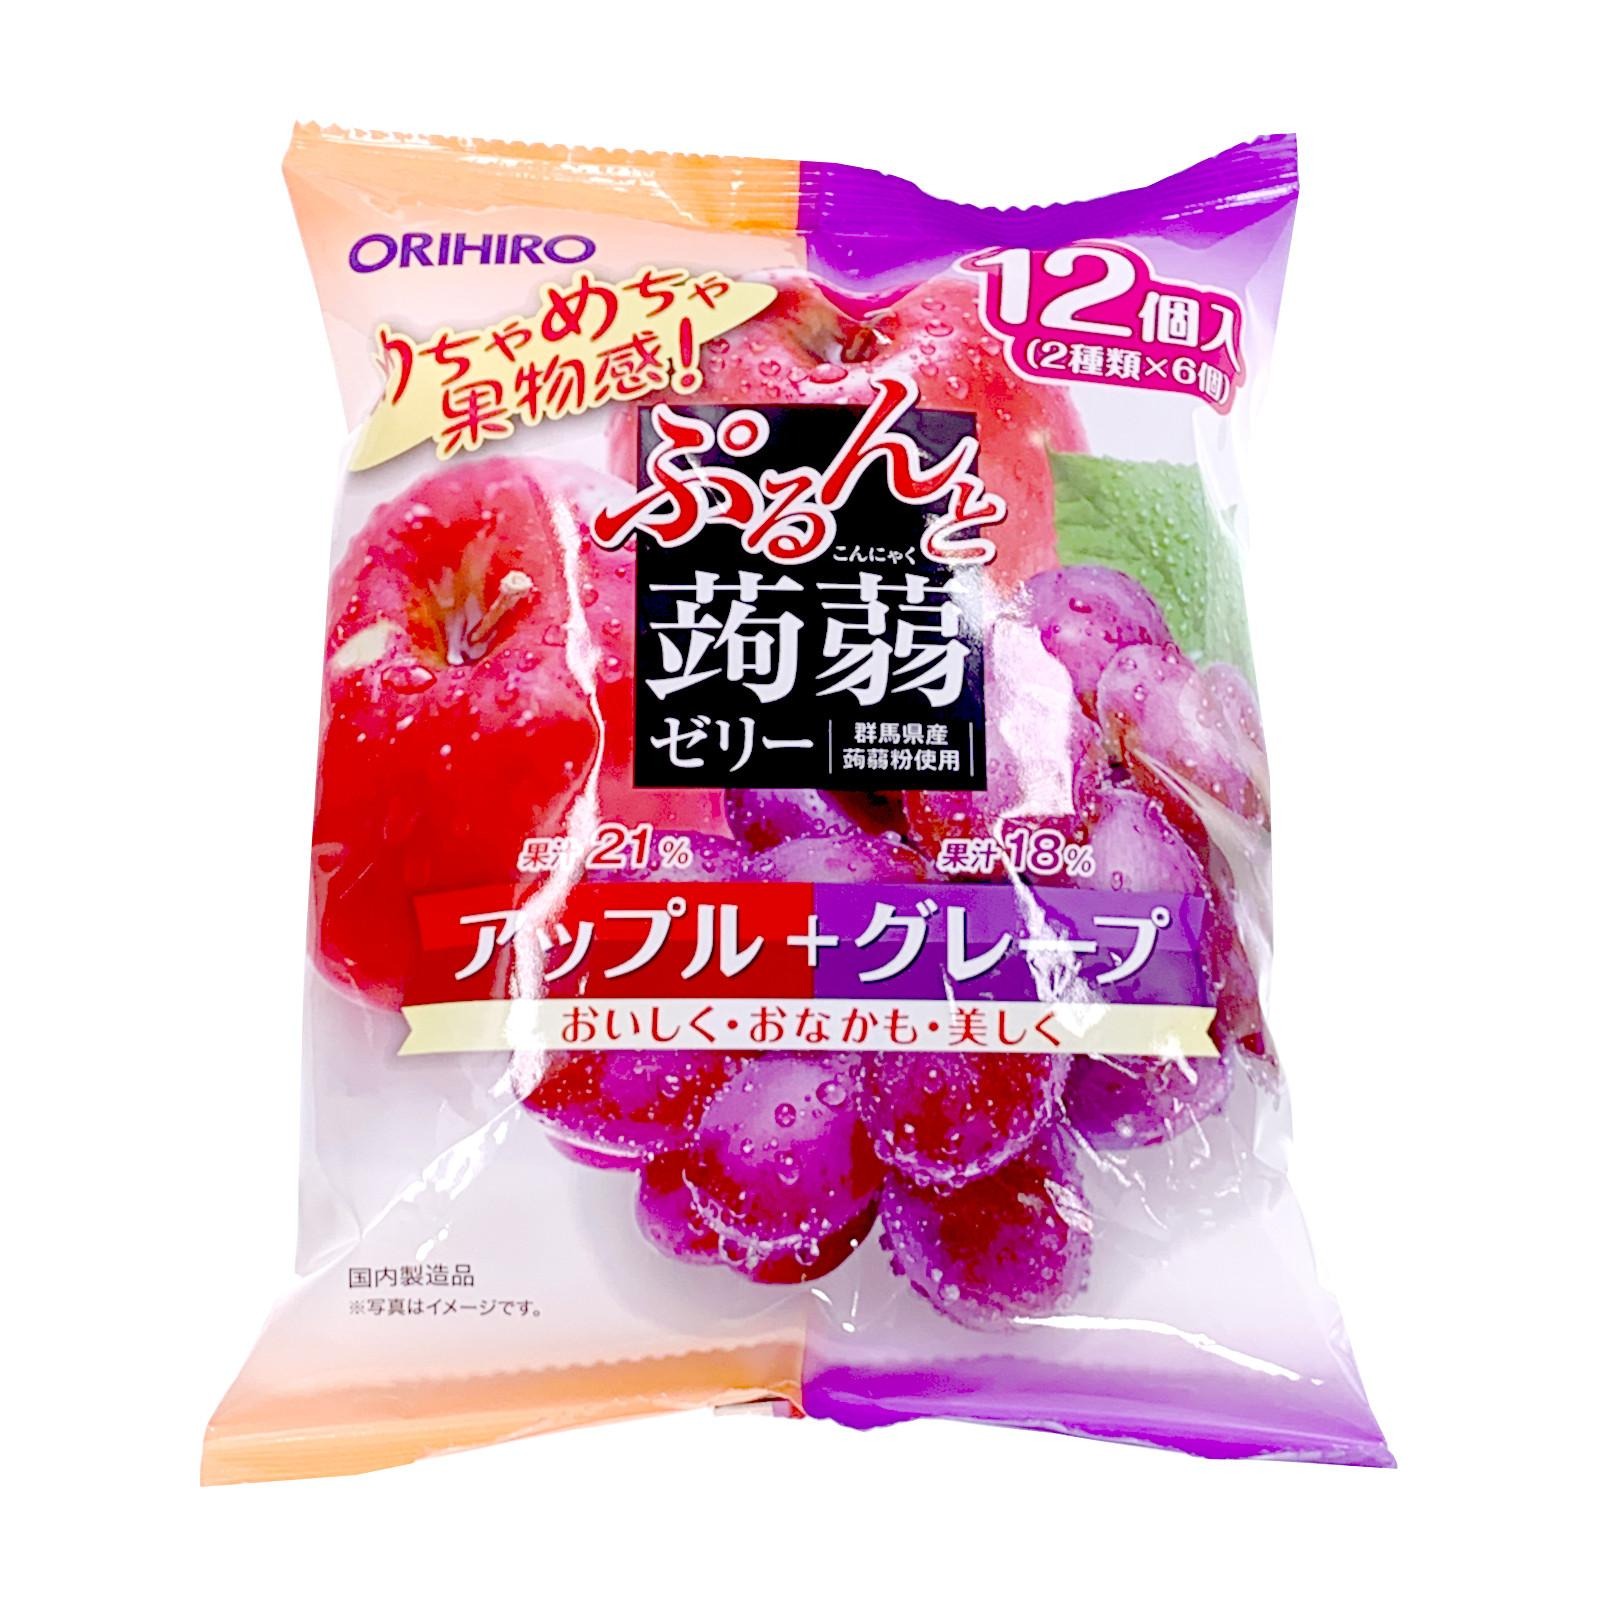 ORIHIRO
めちゃめちゃ
果物感!
12個入
(2種類×6個)
ぷるんと
こんにゃく
蒟蒻
ゼリー
群馬県産
蒟蒻粉使用
果汁21%
果汁18%
アップル+グレープ
おいしく・おなかも・美しく
国内製造品
※写真はイメージです。